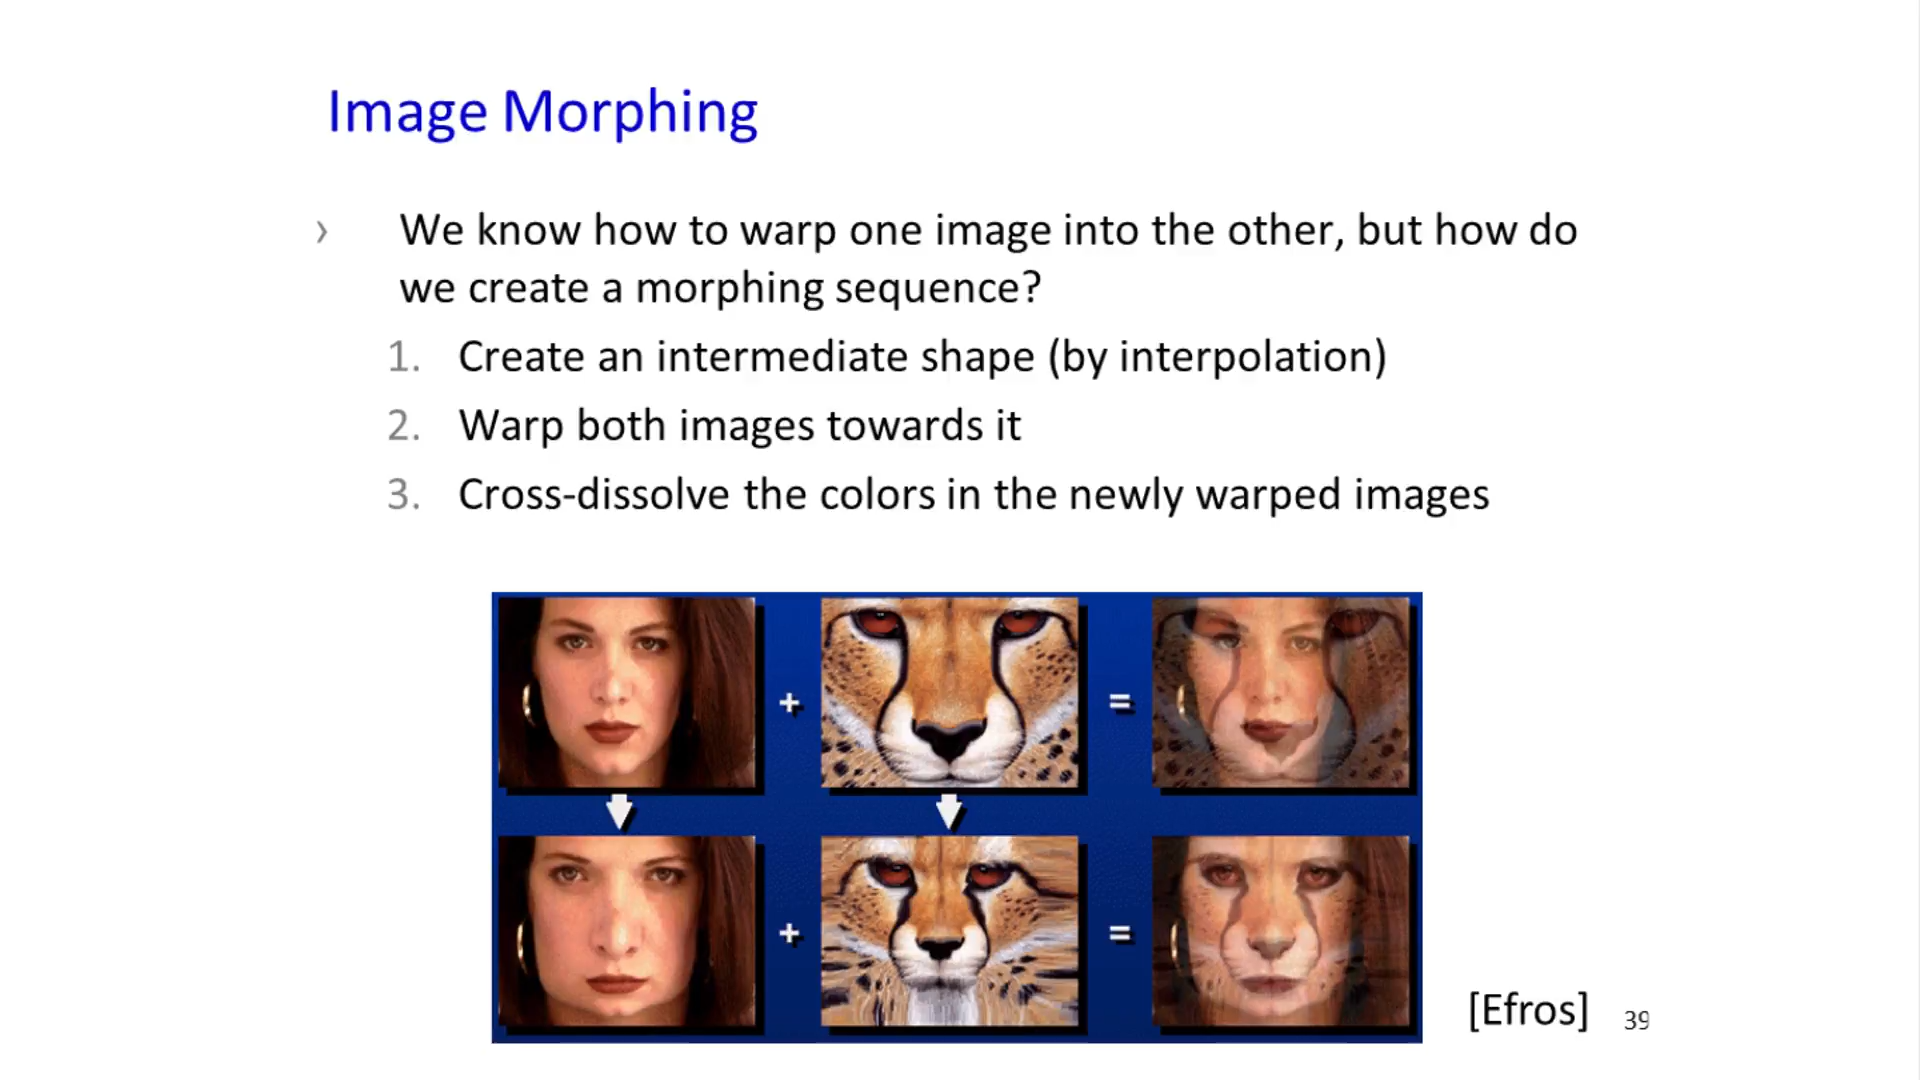 Image Morphing
› We know how to warp one image into the other, but how do
we create a morphing sequence?
1. Create an intermediate shape (by interpolation)
2. Warp both images towards it
3. Cross-dissolve the colors in the newly warped images
+ =
+ =
[Efros] 39